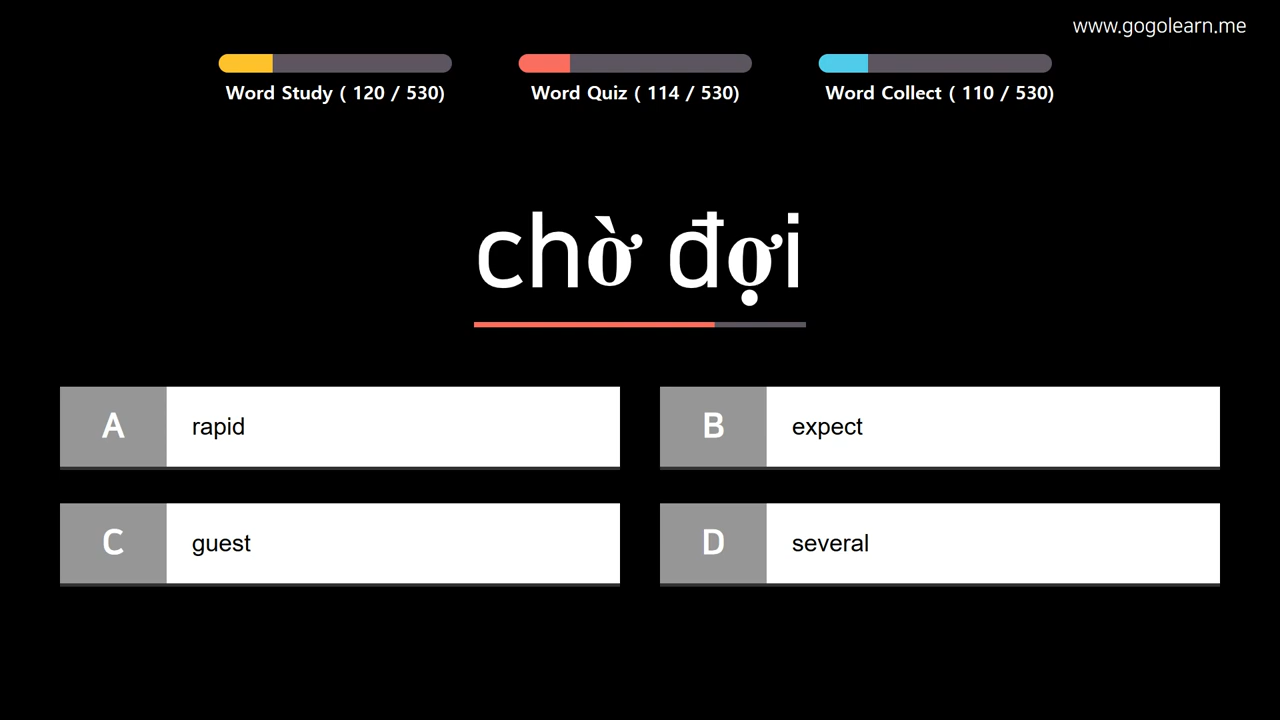 www.gogolearn.me
Word Study ( 120 / 530)
Word Quiz ( 114 / 530)
Word Collect ( 110 / 530)
chờ đợi
A rapid
B expect
C guest
D several